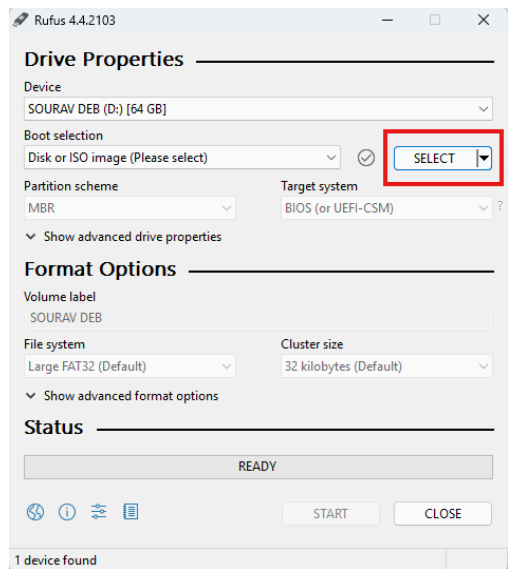 Rufus 4.4.2103
Drive Properties
Device
SOURAV DEB (D:) [64 GB]
Boot selection
Disk or ISO image (Please select)
SELECT
Partition scheme
Target system
MBR
BIOS (or UEFI-CSM)
?
Show advanced drive properties
Format Options
Volume label
SOURAV DEB
File system
Cluster size
Large FAT32 (Default)
32 kilobytes (Default)
Show advanced format options
Status
READY
START
CLOSE
1 device found